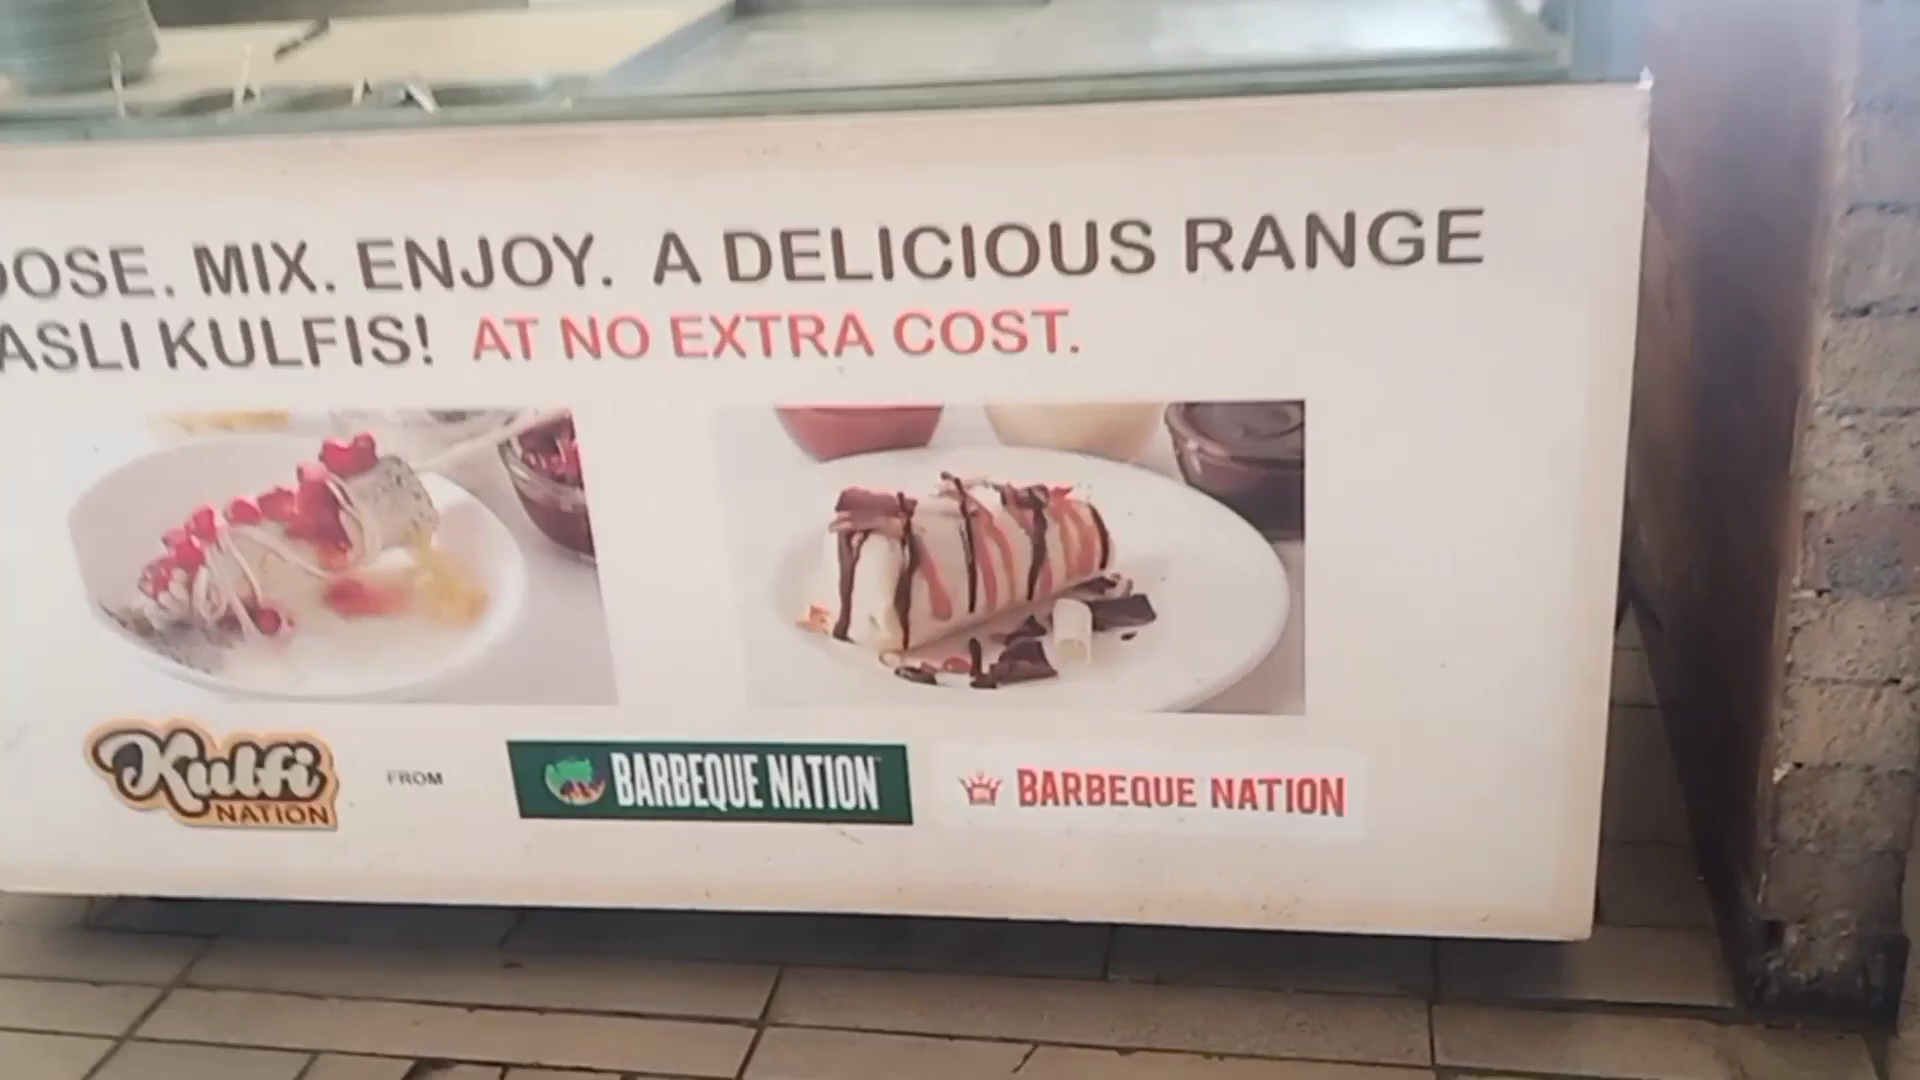 OOSE. MIX. ENJOY. A DELICIOUS RANGE
ASLI KULFIS! AT NO EXTRA COST.
Kulfi
NATION
FROM
BARBEQUE NATION
BARBEQUE NATION